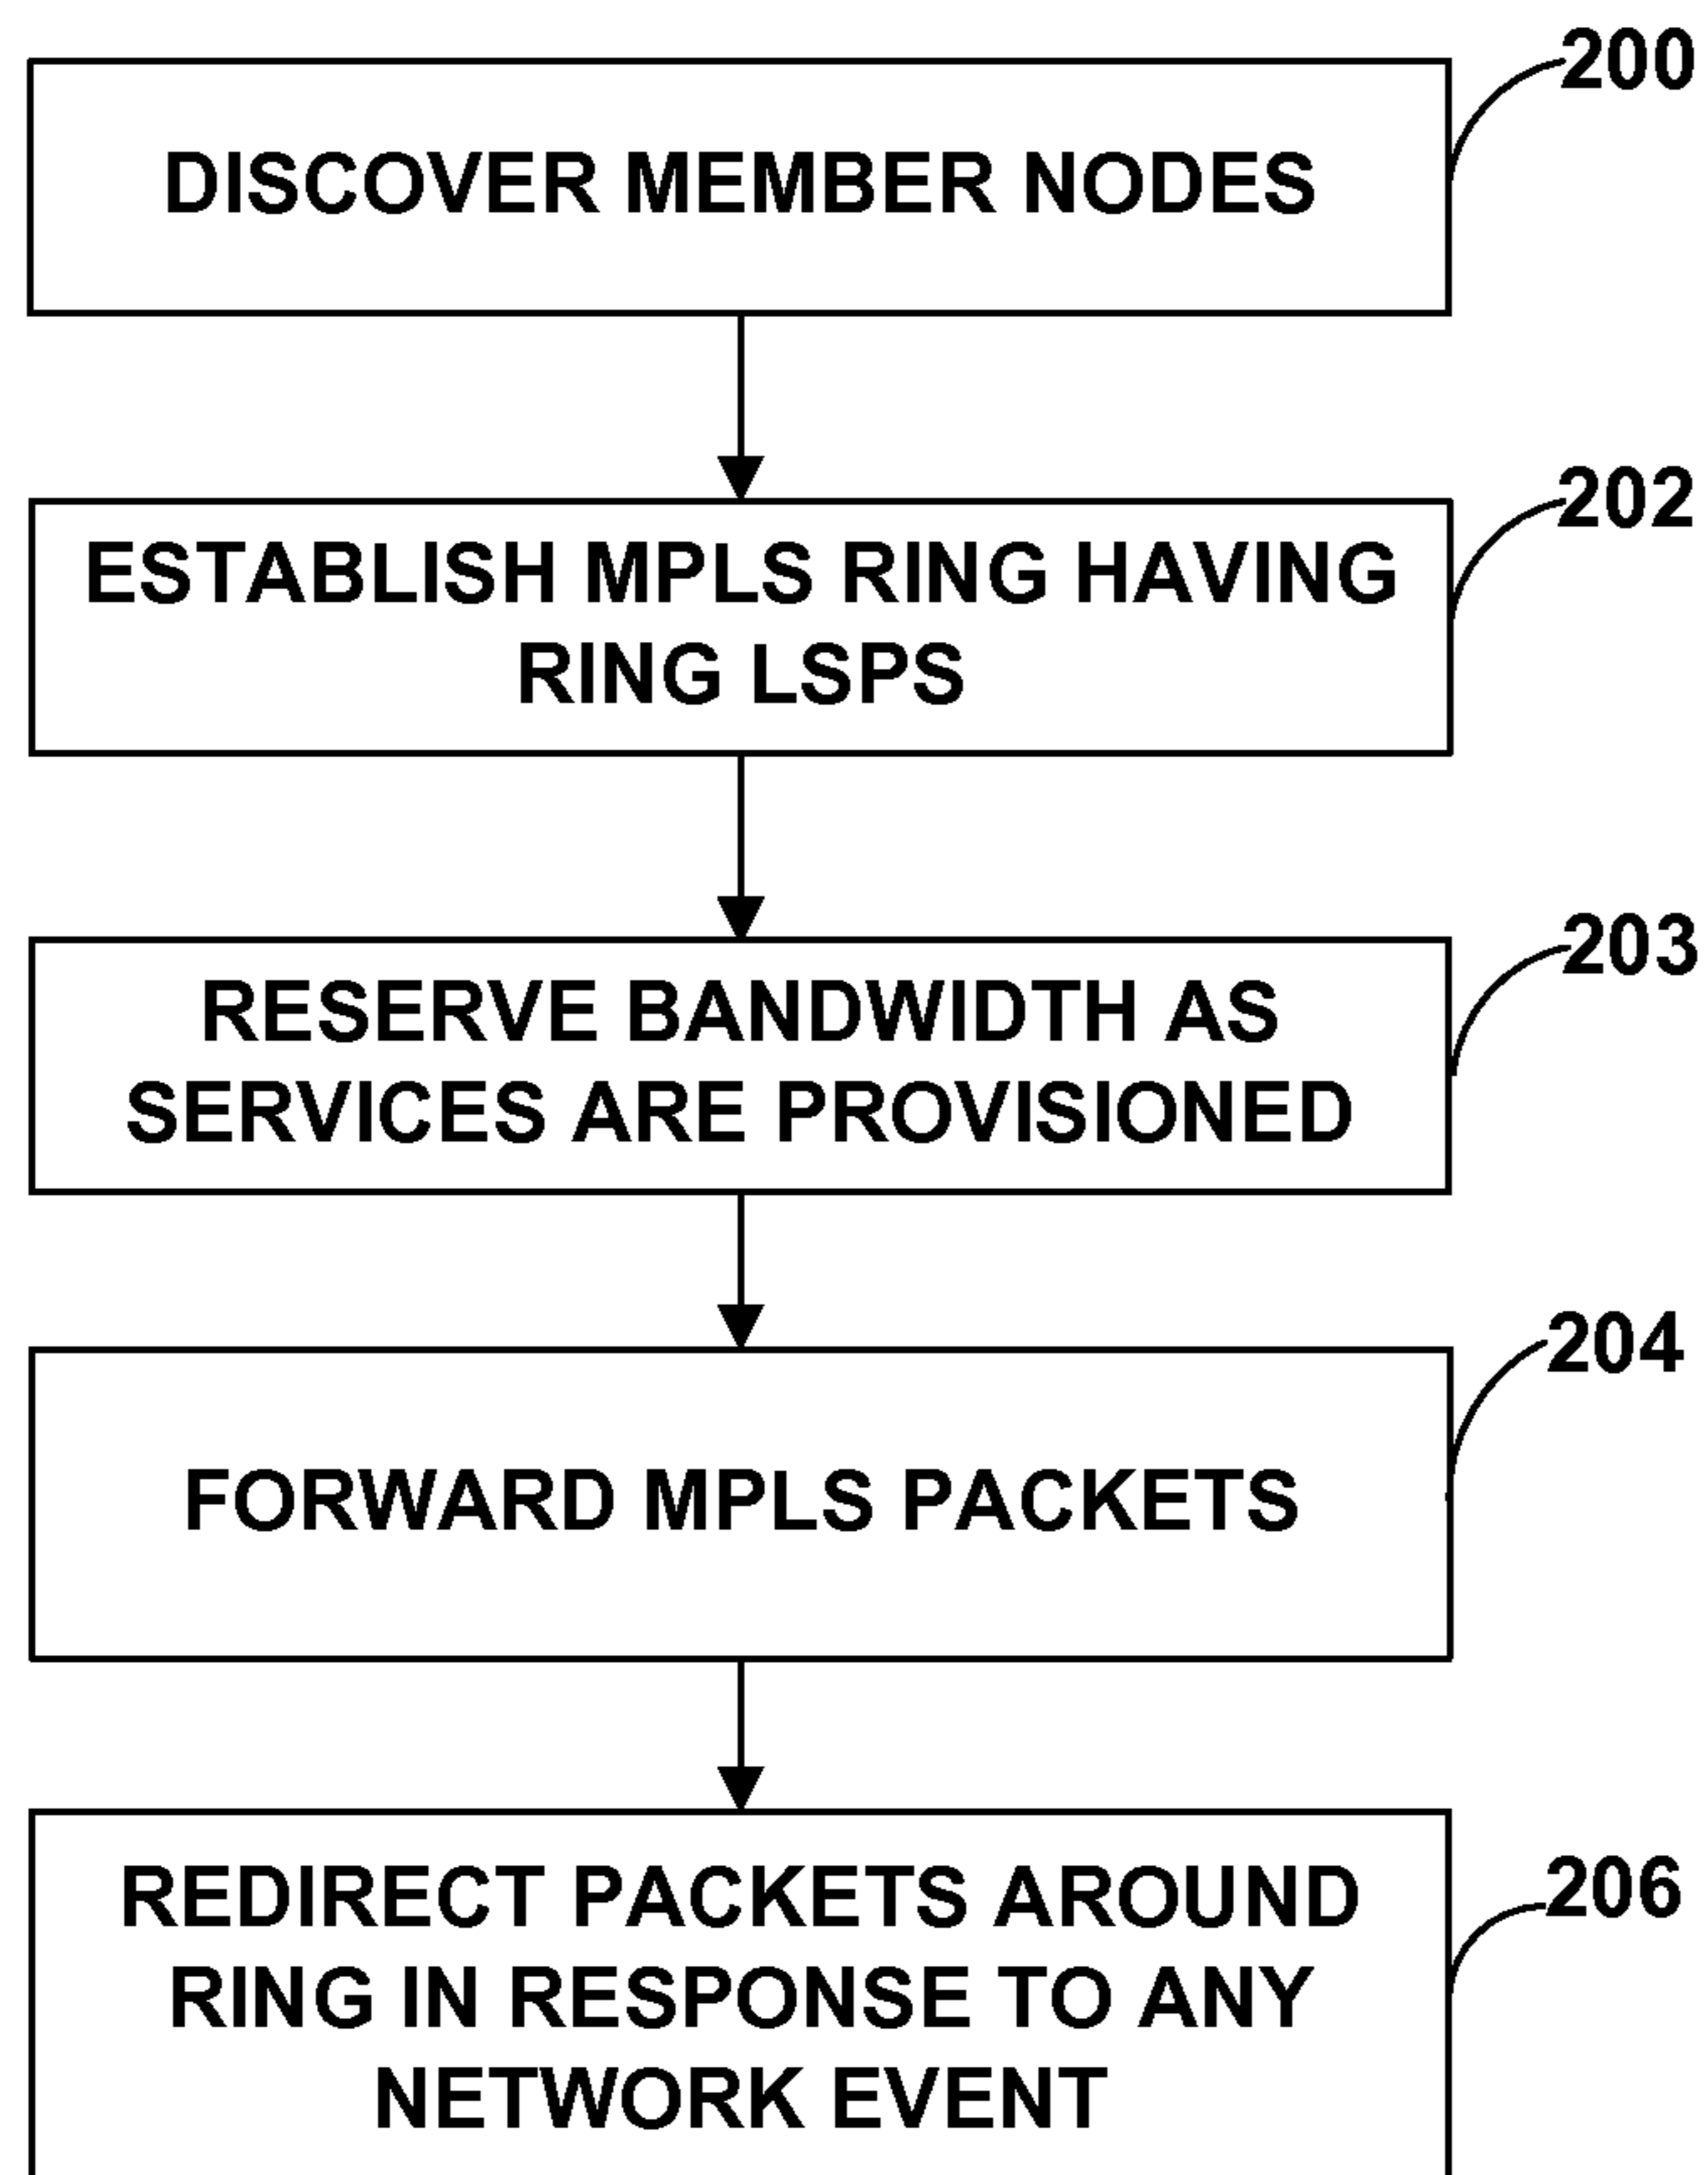 200
DISCOVER MEMBER NODES
202
ESTABLISH MPLS RING HAVING
RING LSPS
203
RESERVE BANDWIDTH AS
SERVICES ARE PROVISIONED
204
FORWARD MPLS PACKETS
206
REDIRECT PACKETS AROUND
RING IN RESPONSE TO ANY
NETWORK EVENT